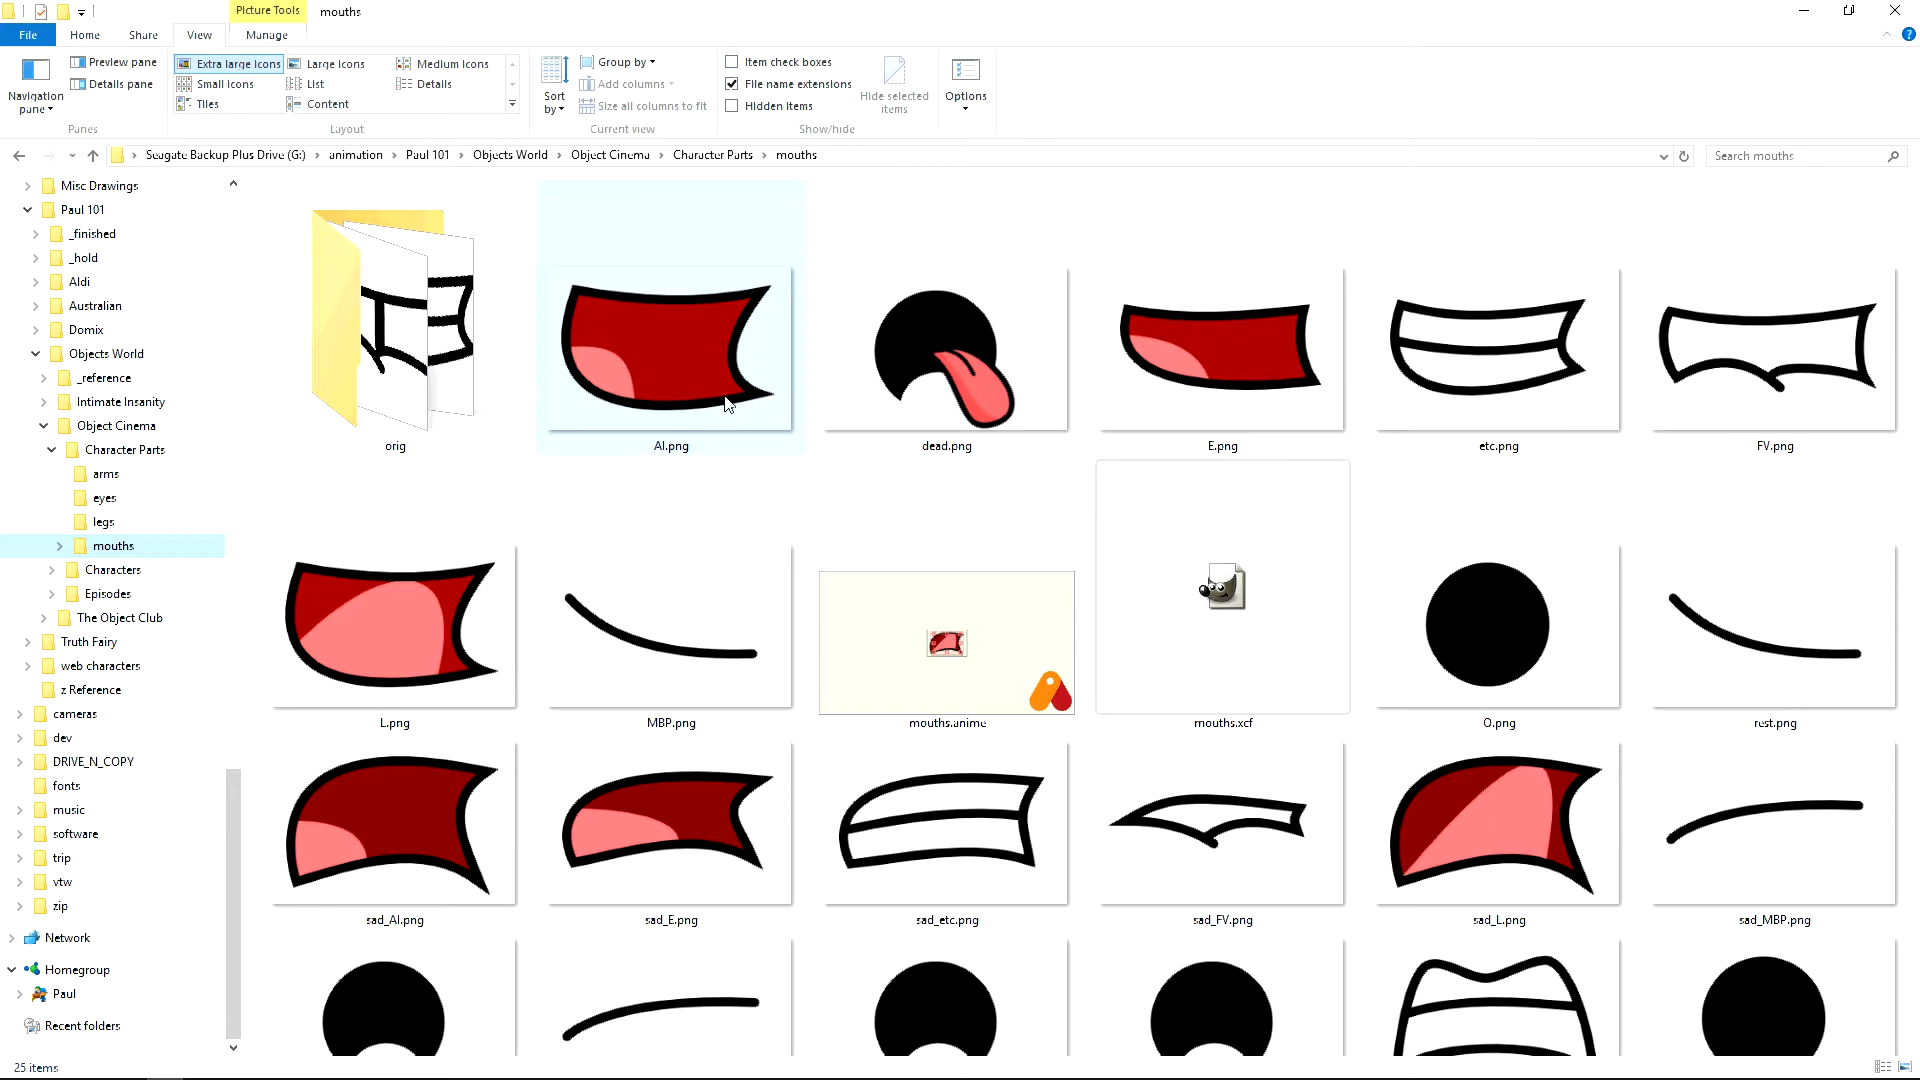 Picture Tools mouths
File Home Share View Manage
Navigation pane
Preview pane
Details pane
Panes
Extra large icons Large icons Medium icons
Small icons List Details
Tiles Content
Layout
Sort by
Group by
Add columns
Size all columns to fit
Current view
Item check boxes
File name extensions
Hidden items
Hide selected items
Show/hide
Options
Seagate Backup Plus Drive (G:) animation Paul 101 Objects World Object Cinema Character Parts mouths
Search mouths
Misc Drawings
Paul 101
_finished
_hold
Aldi
Australian
Domix
Objects World
_reference
Intimate Insanity
Object Cinema
Character Parts
arms
eyes
legs
mouths
Characters
Episodes
The Object Club
Truth Fairy
web characters
z Reference
cameras
dev
DRIVE_N_COPY
fonts
music
software
trip
vtw
zip
Network
Homegroup
Paul
Recent folders
orig AI.png dead.png E.png etc.png FV.png
L.png MBP.png mouths.anime mouths.xcf O.png rest.png
sad_AI.png sad_E.png sad_etc.png sad_FV.png sad_L.png sad_MBP.png
25 items